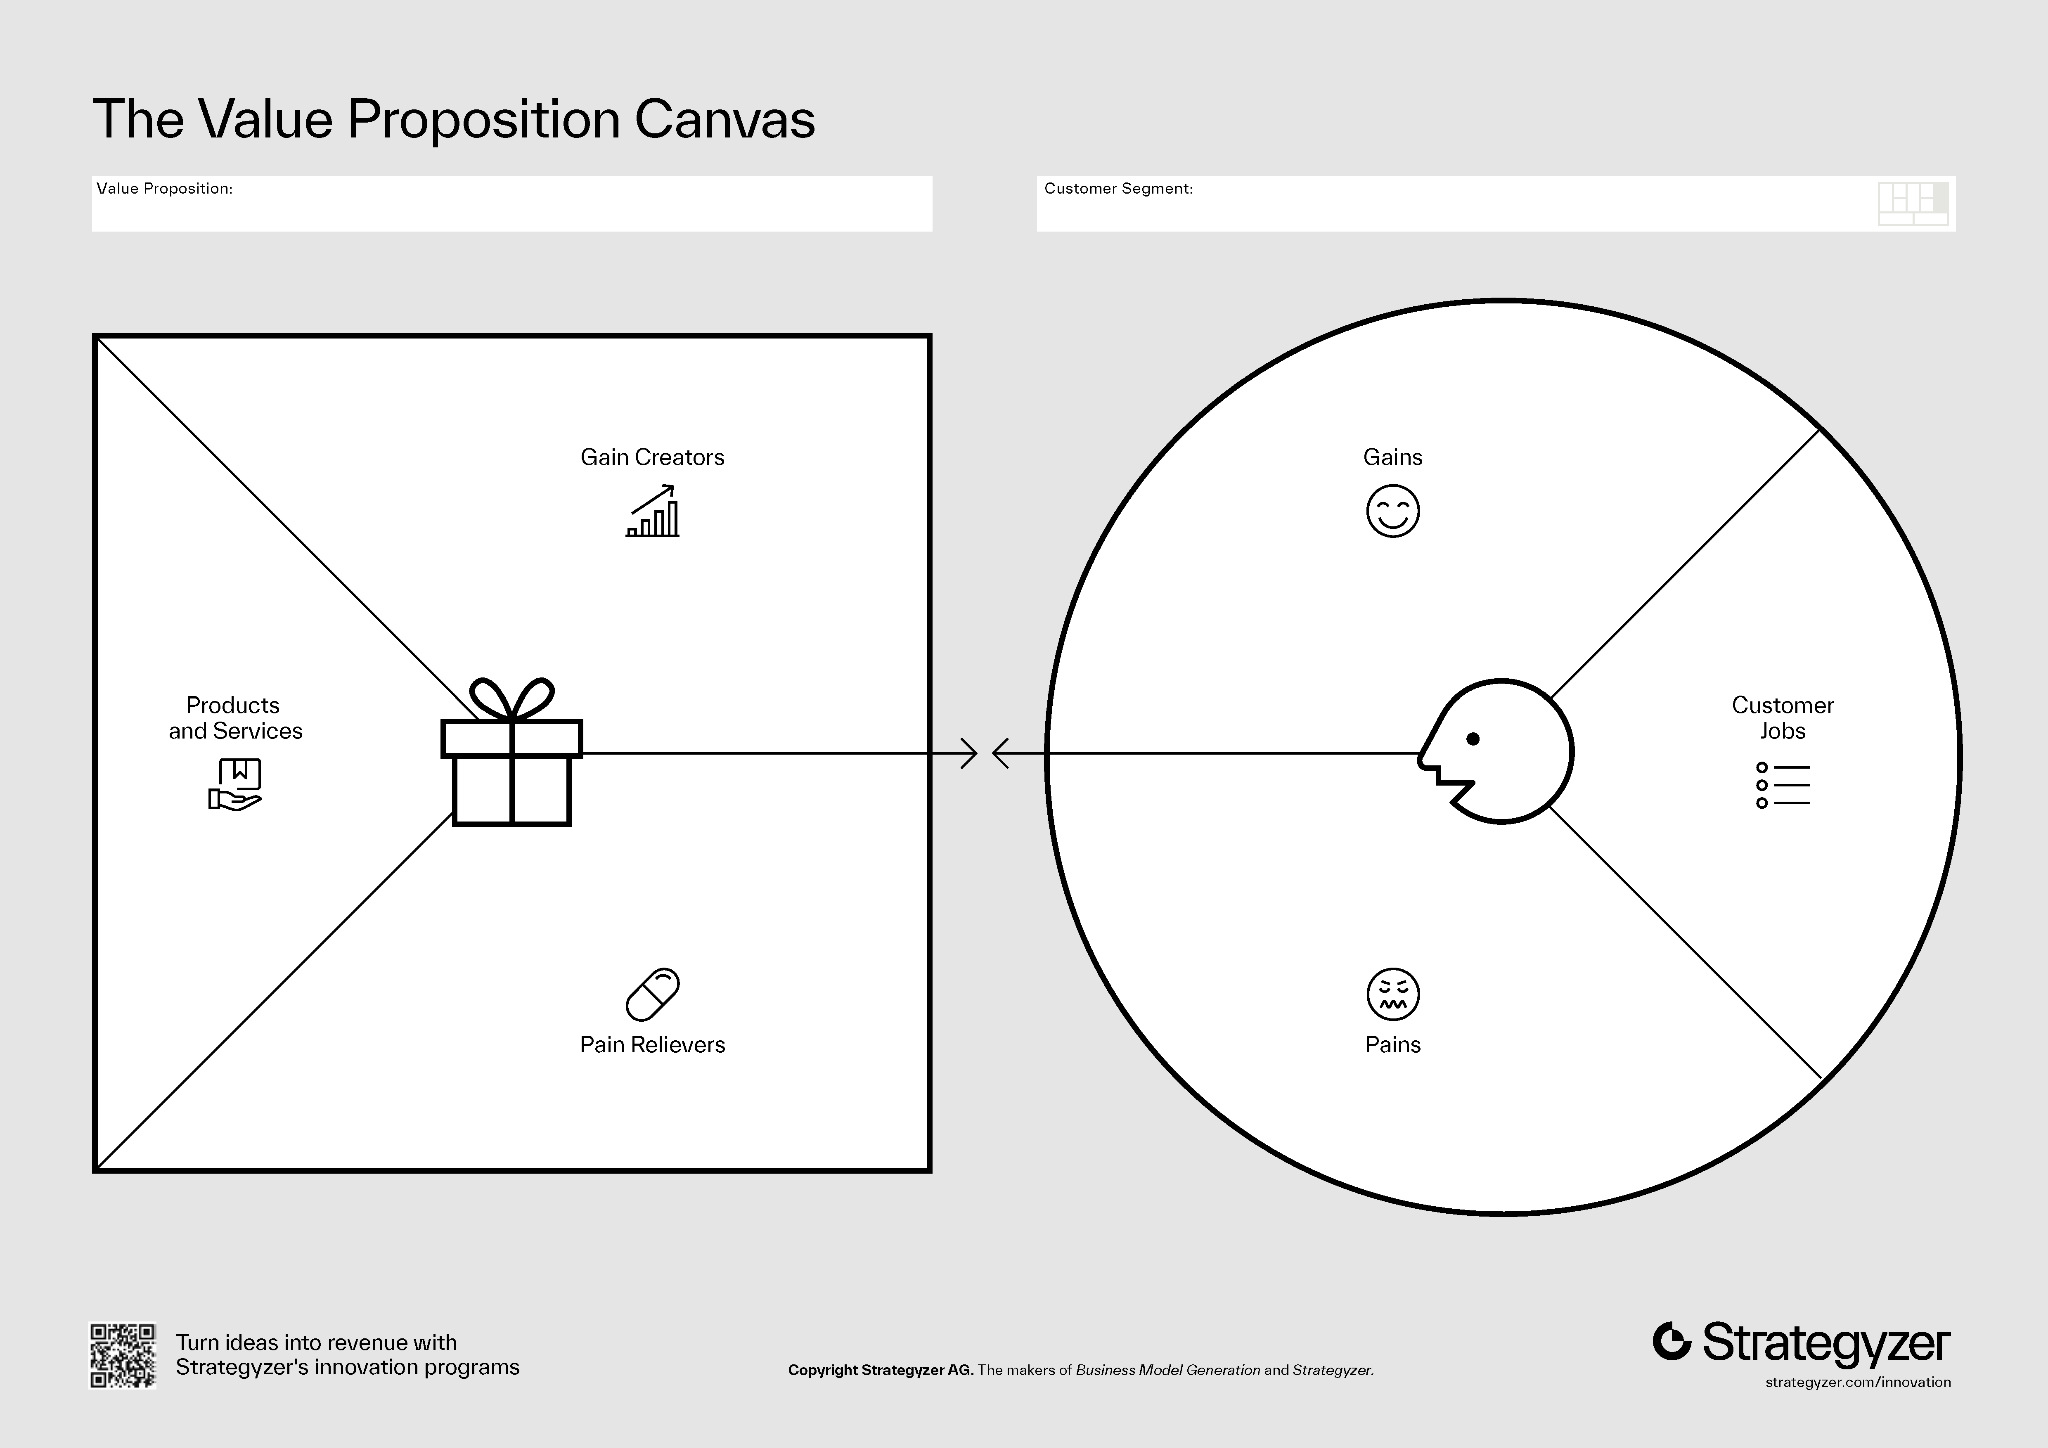 The Value Proposition Canvas
Value Proposition:
Customer Segment:
Gain Creators
Gains
Products
and Services
Customer
Jobs
Pain Relievers
Pains
Turn ideas into revenue with
Strategyzer's innovation programs
Copyright Strategyzer AG. The makers of Business Model Generation and Strategyzer.
Strategyzer
strategyzer.com/innovation